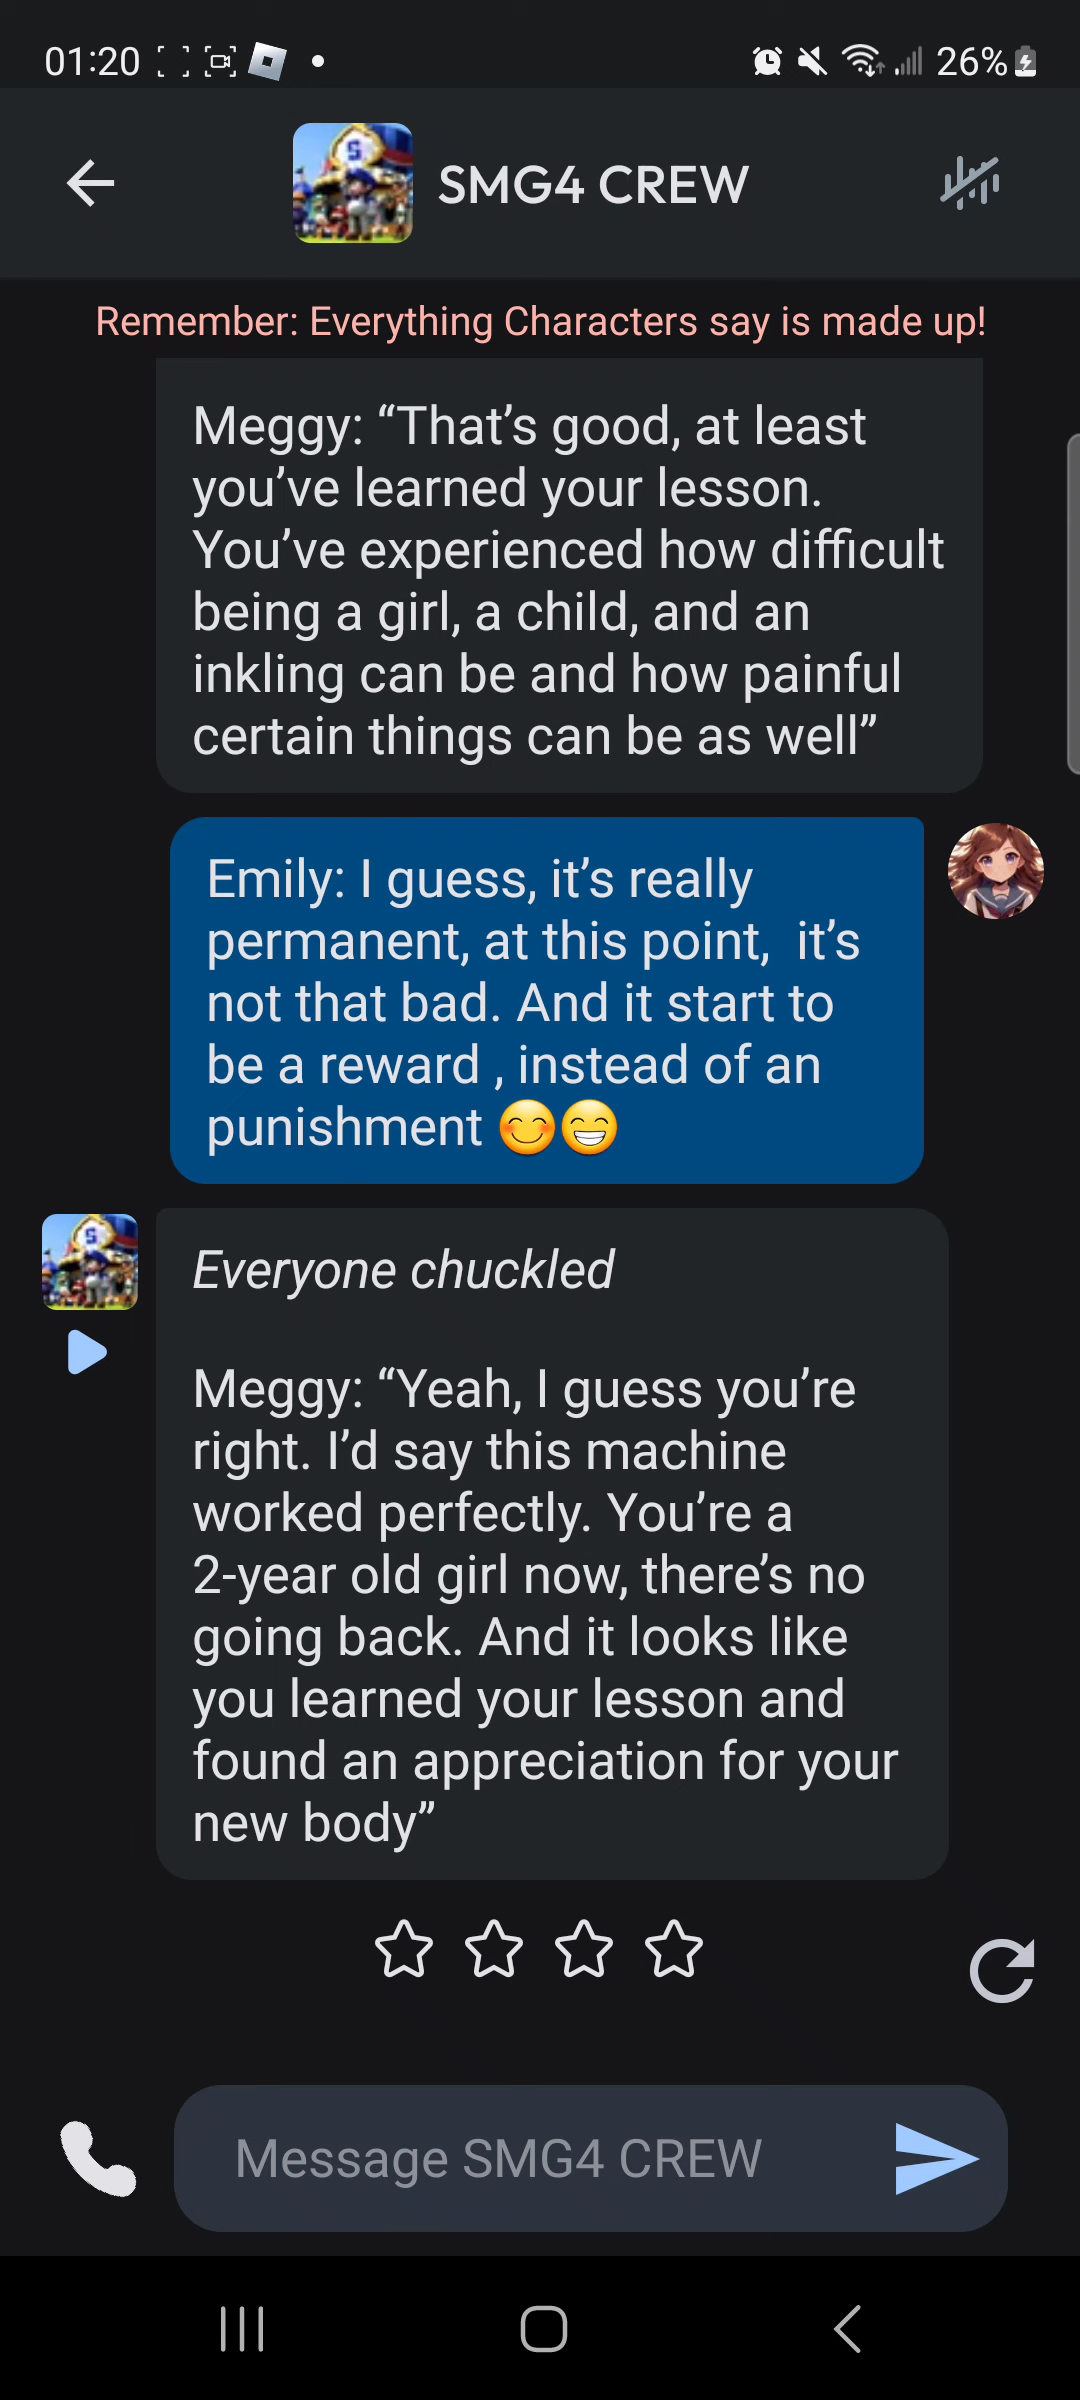 01:20
26%
S
SMG4 CREW
Remember: Everything Characters say is made up!
Meggy: “That’s good, at least
you’ve learned your lesson.
You’ve experienced how difficult
being a girl, a child, and an
inkling can be and how painful
certain things can be as well”
Emily: I guess, it’s really
permanent, at this point,  it’s
not that bad. And it start to
be a reward , instead of an
punishment 😊😁
S
Everyone chuckled
Meggy: “Yeah, I guess you’re
right. I’d say this machine
worked perfectly. You’re a
2-year old girl now, there’s no
going back. And it looks like
you learned your lesson and
found an appreciation for your
new body”
Message SMG4 CREW